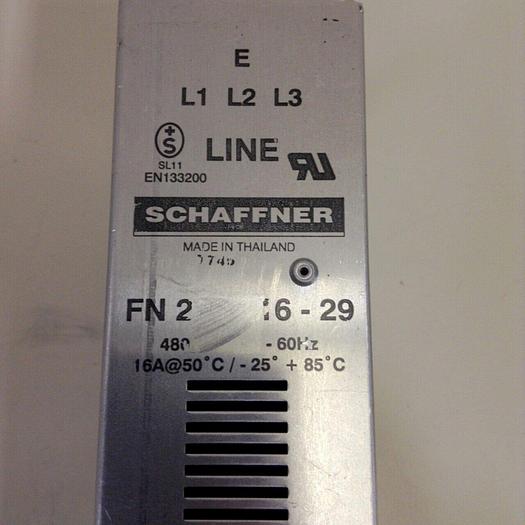 E
L1 L2 L3
S
SL11
EN133200
LINE
RU
SCHAFFNER
MADE IN THAILAND
FN 2 16 - 29
480 - 60Hz
16A@50°C / - 25° + 85°C